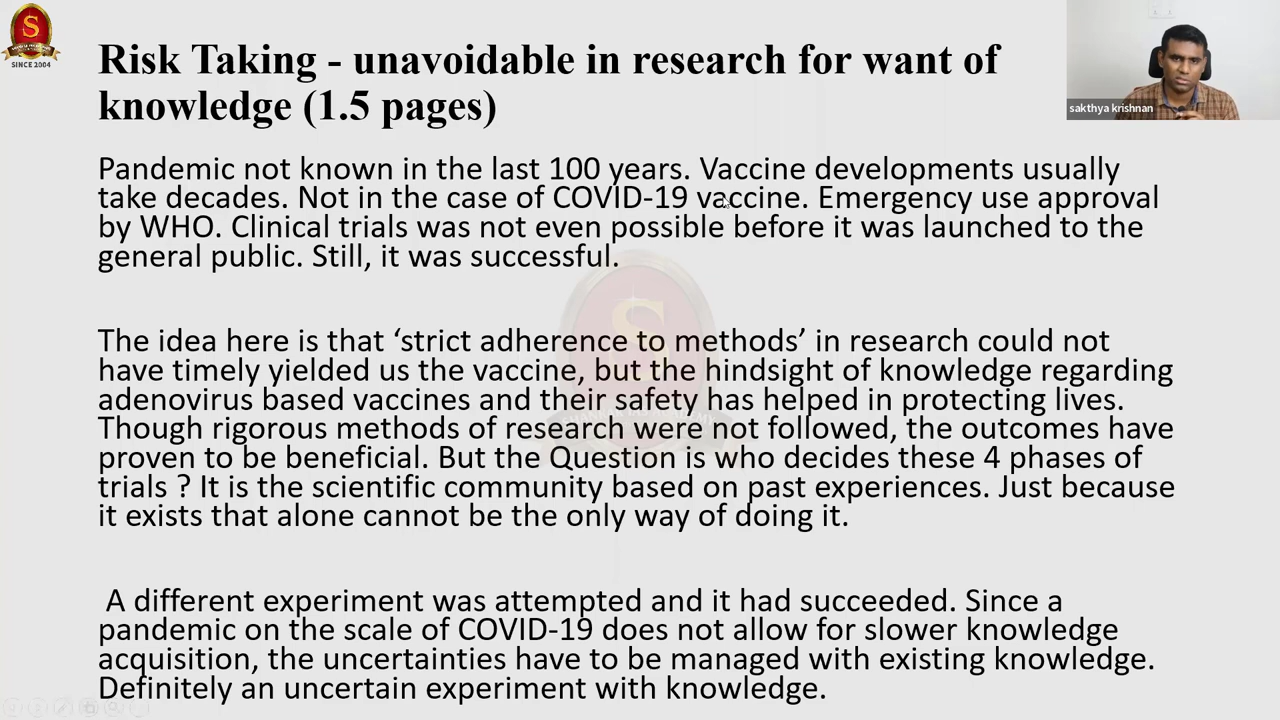 S
SINCE 2004
Risk Taking - unavoidable in research for want of
knowledge (1.5 pages)
sakthya krishnan
Pandemic not known in the last 100 years. Vaccine developments usually
take decades. Not in the case of COVID-19 vaccine. Emergency use approval
by WHO. Clinical trials was not even possible before it was launched to the
general public. Still, it was successful.
The idea here is that ‘strict adherence to methods’ in research could not
have timely yielded us the vaccine, but the hindsight of knowledge regarding
adenovirus based vaccines and their safety has helped in protecting lives.
Though rigorous methods of research were not followed, the outcomes have
proven to be beneficial. But the Question is who decides these 4 phases of
trials ? It is the scientific community based on past experiences. Just because
it exists that alone cannot be the only way of doing it.
A different experiment was attempted and it had succeeded. Since a
pandemic on the scale of COVID-19 does not allow for slower knowledge
acquisition, the uncertainties have to be managed with existing knowledge.
Definitely an uncertain experiment with knowledge.